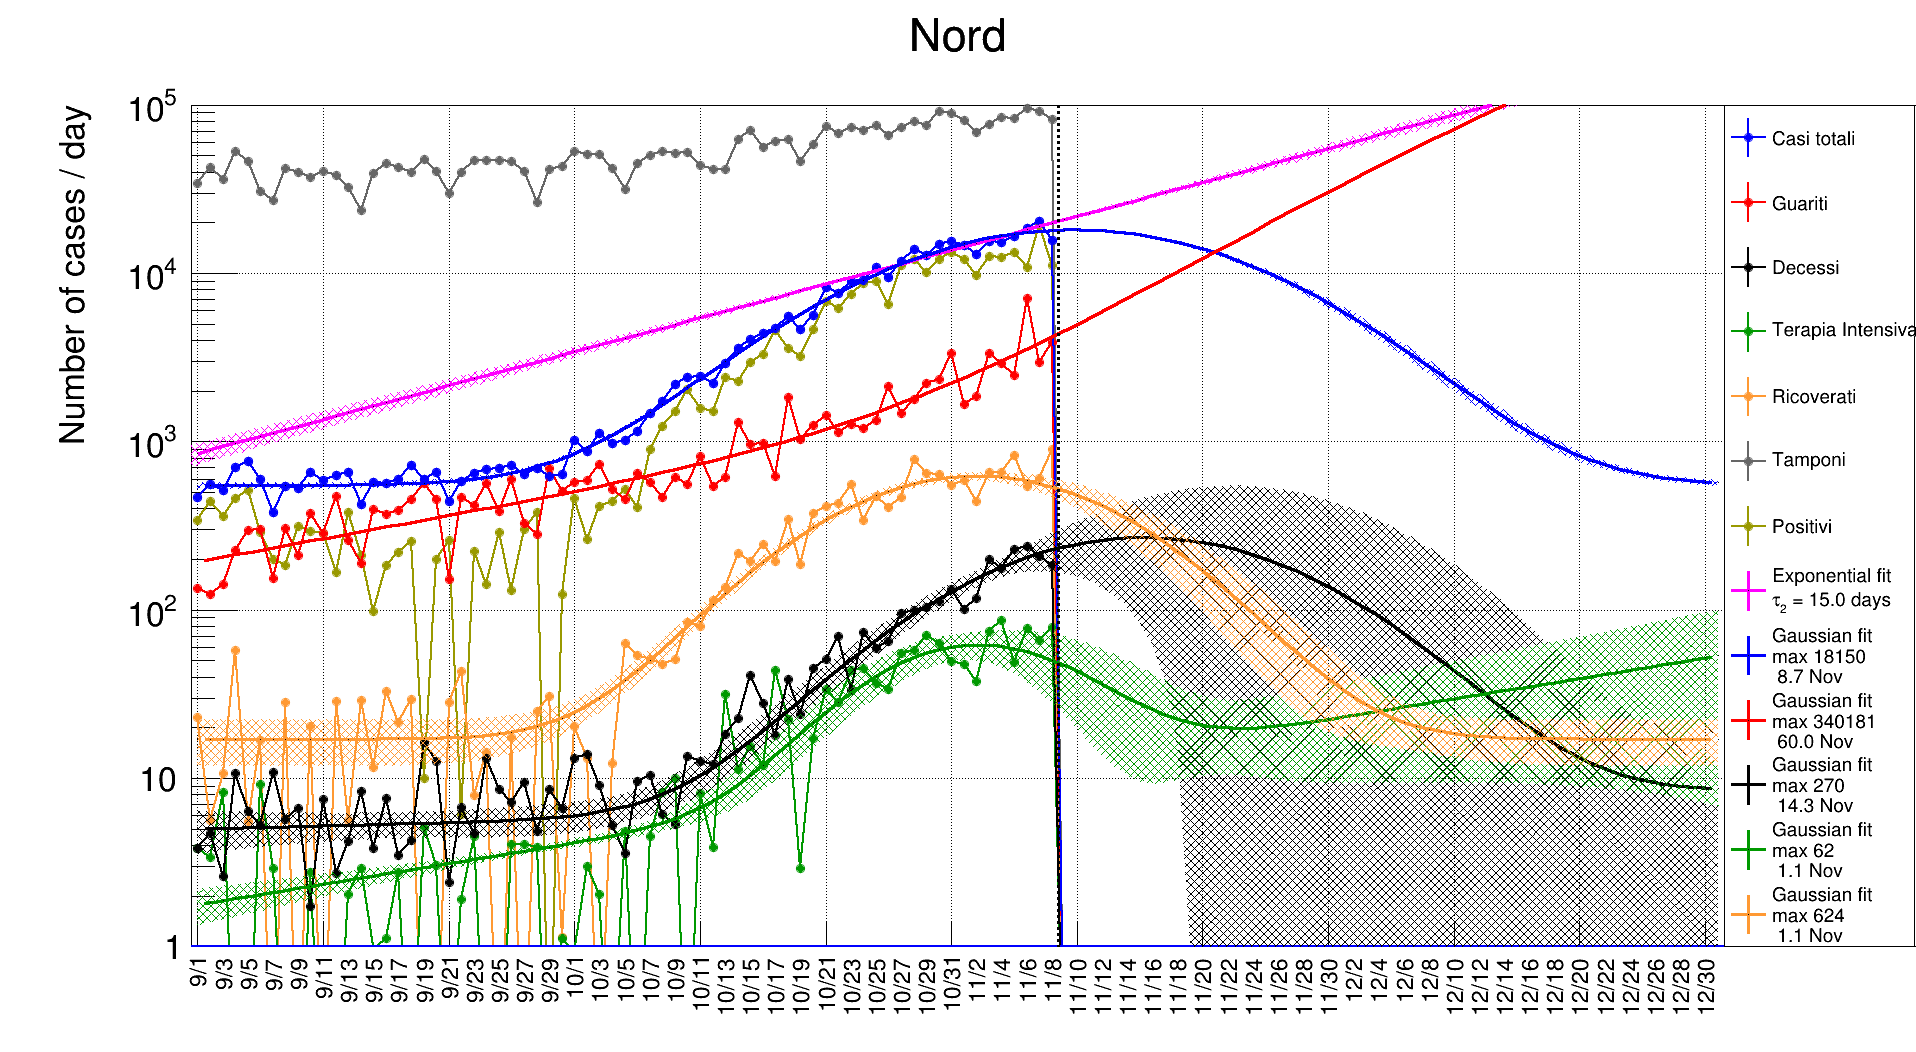 Nord
Number of cases / day
10^5
10^4
10^3
10^2
10
1
9/1
9/3
9/5
9/7
9/9
9/11
9/13
9/15
9/17
9/19
9/21
9/23
9/25
9/27
9/29
10/1
10/3
10/5
10/7
10/9
10/11
10/13
10/15
10/17
10/19
10/21
10/23
10/25
10/27
10/29
10/31
11/2
11/4
11/6
11/8
11/10
11/12
11/14
11/16
11/18
11/20
11/22
11/24
11/26
11/28
11/30
12/2
12/4
12/6
12/8
12/10
12/12
12/14
12/16
12/18
12/20
12/22
12/24
12/26
12/28
12/30
Casi totali
Guariti
Decessi
Terapia Intensiva
Ricoverati
Tamponi
Positivi
Exponential fit
τ_2 = 15.0 days
Gaussian fit
max 18150
8.7 Nov
Gaussian fit
max 340181
60.0 Nov
Gaussian fit
max 270
14.3 Nov
Gaussian fit
max 62
1.1 Nov
Gaussian fit
max 624
1.1 Nov